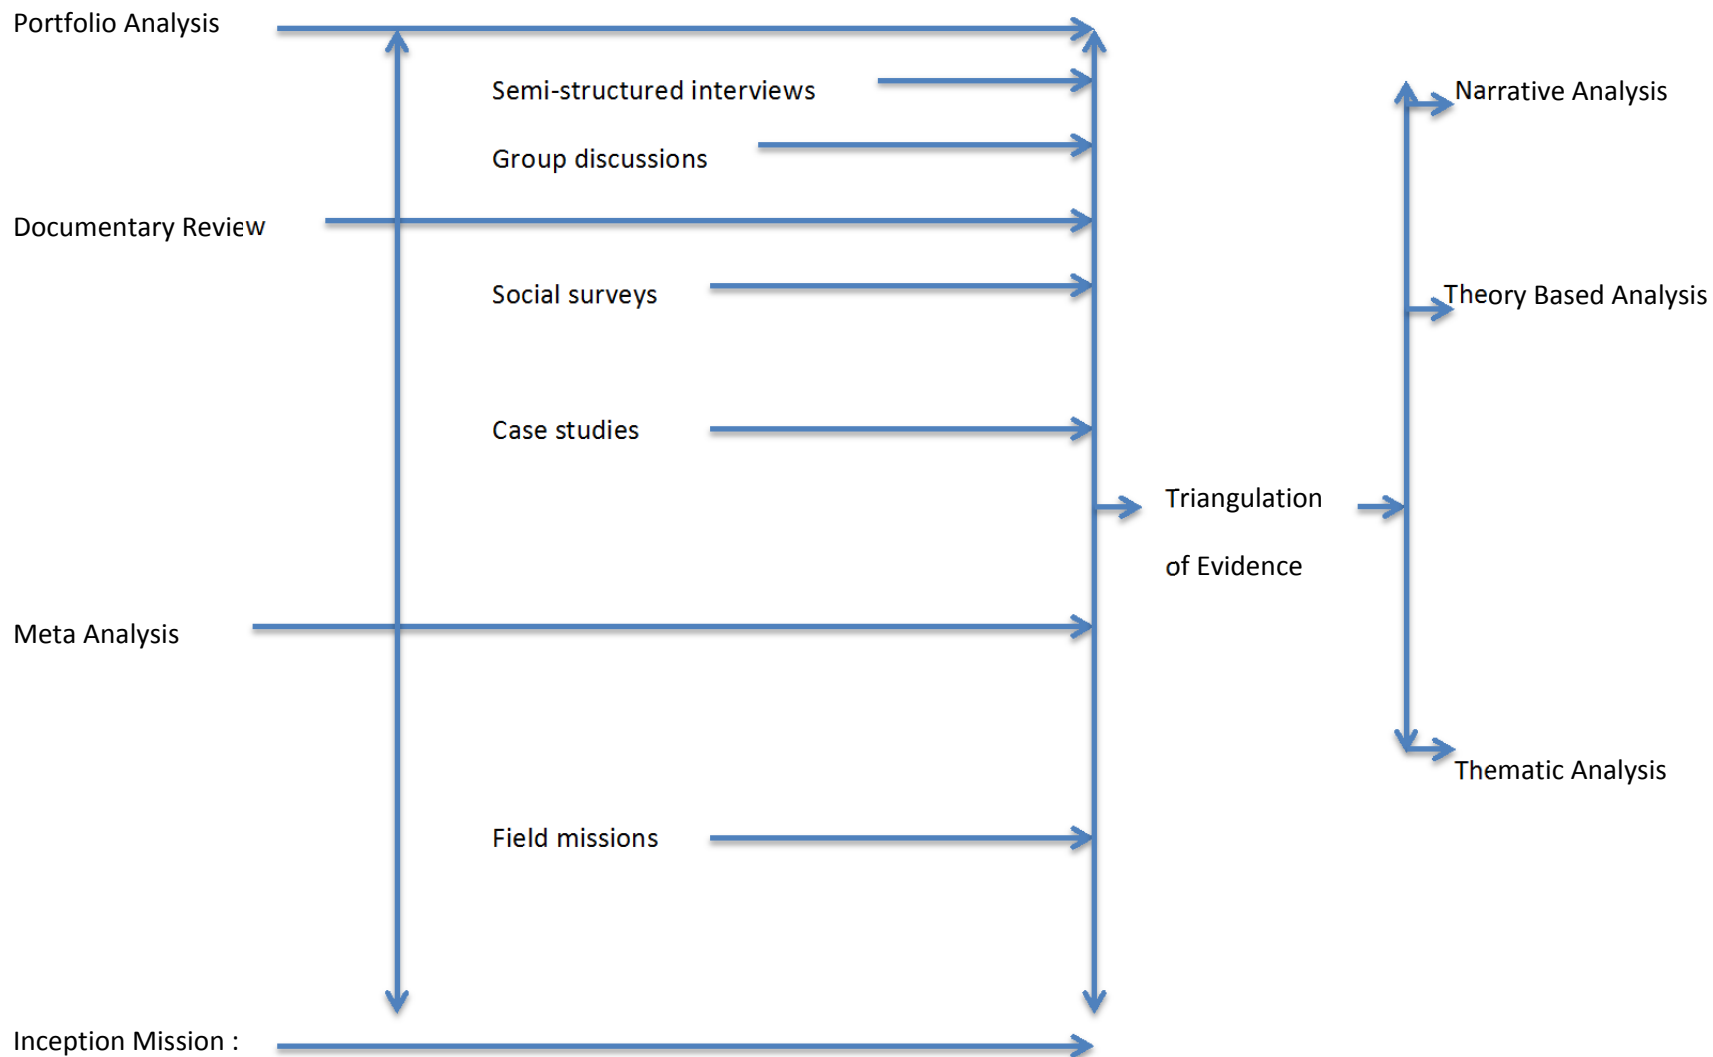 Portfolio Analysis
Semi-structured interviews
Narrative Analysis
Group discussions
Documentary Review
Social surveys
Theory Based Analysis
Case studies
Triangulation
of Evidence
Meta Analysis
Thematic Analysis
Field missions
Inception Mission :